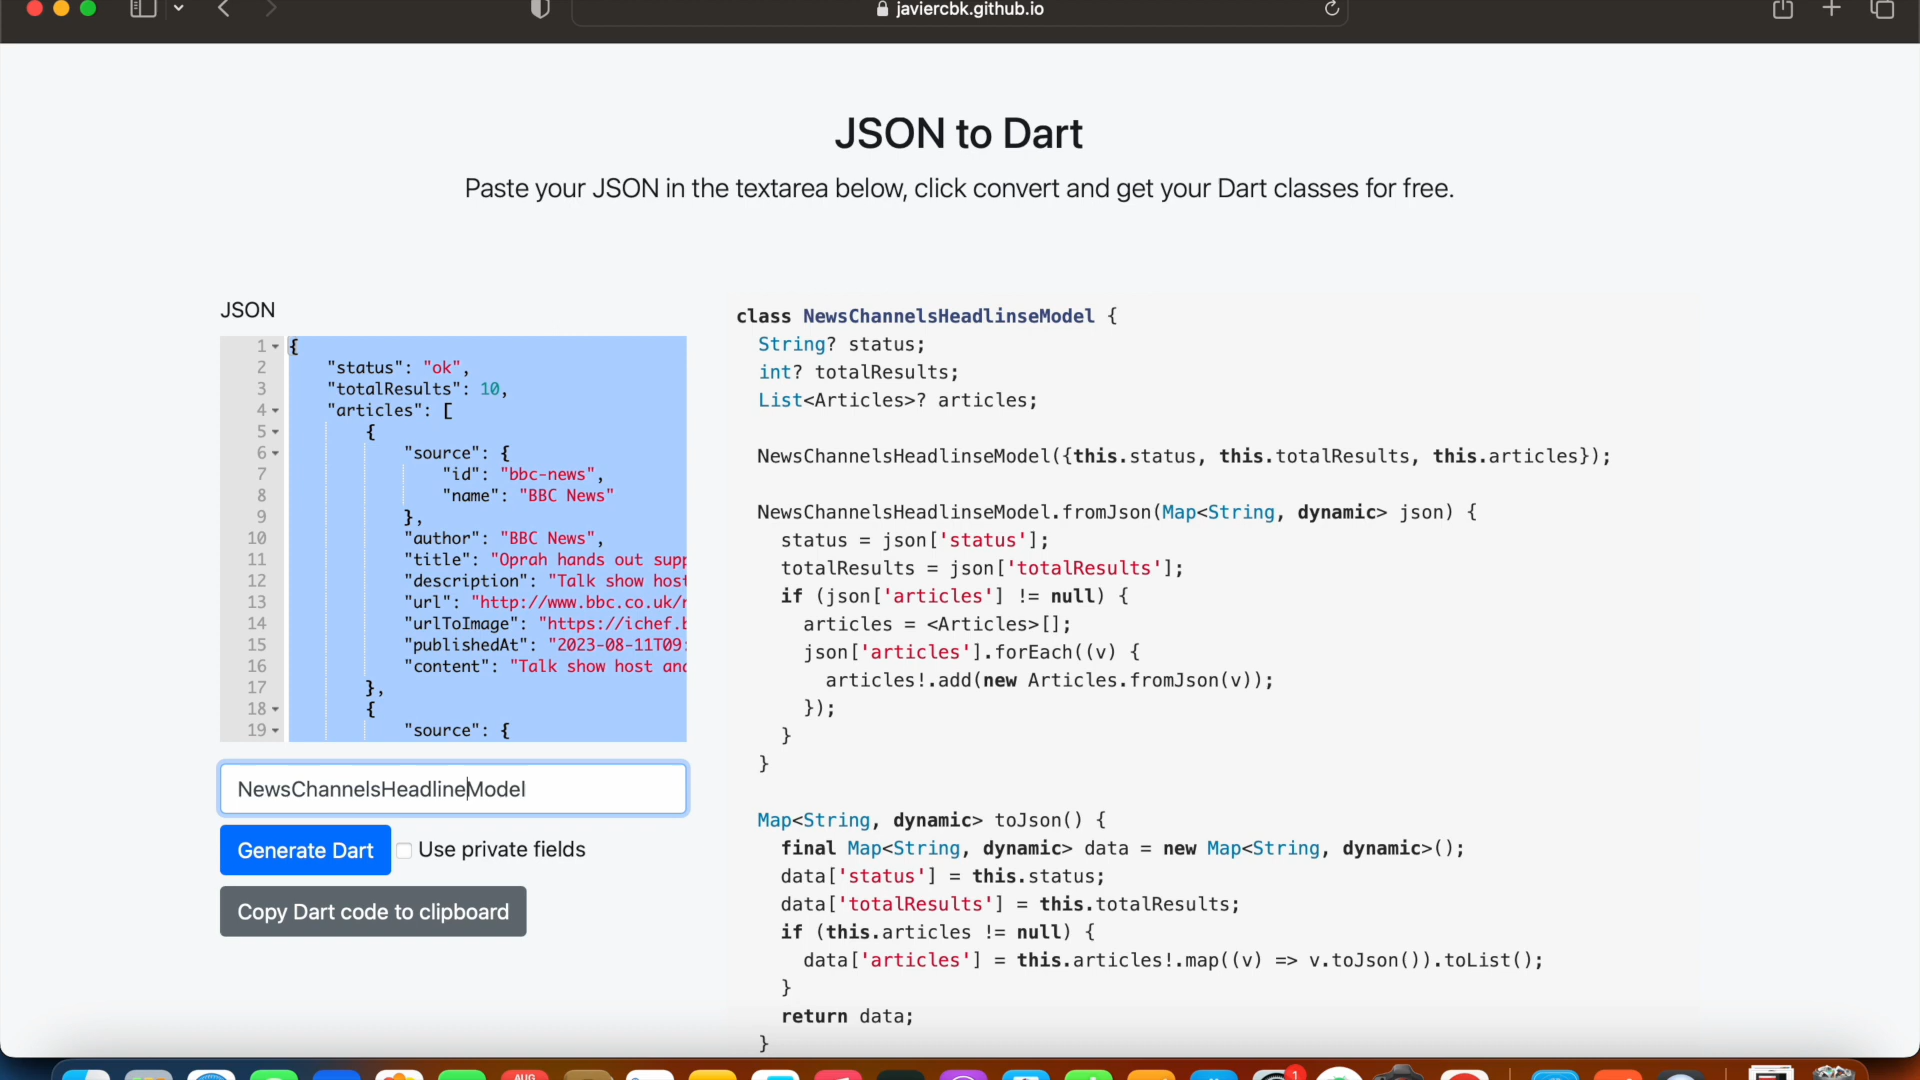 javiercbk.github.io
JSON to Dart
Paste your JSON in the textarea below, click convert and get your Dart classes for free.
JSON
1 {
2 "status": "ok",
3 "totalResults": 10,
4 "articles": [
5 {
6 "source": {
7 "id": "bbc-news",
8 "name": "BBC News"
9 },
10 "author": "BBC News",
11 "title": "Oprah hands out supp
12 "description": "Talk show host
13 "url": "http://www.bbc.co.uk/
14 "urlToImage": "https://ichef.b
15 "publishedAt": "2023-08-11T09:
16 "content": "Talk show host and
17 },
18 {
19 "source": {
NewsChannelsHeadlineModel
Generate Dart
Use private fields
Copy Dart code to clipboard
class NewsChannelsHeadlinseModel {
String? status;
int? totalResults;
List<Articles>? articles;
NewsChannelsHeadlinseModel({this.status, this.totalResults, this.articles});
NewsChannelsHeadlinseModel.fromJson(Map<String, dynamic> json) {
status = json['status'];
totalResults = json['totalResults'];
if (json['articles'] != null) {
articles = <Articles>[];
json['articles'].forEach((v) {
articles!.add(new Articles.fromJson(v));
});
}
}
Map<String, dynamic> toJson() {
final Map<String, dynamic> data = new Map<String, dynamic>();
data['status'] = this.status;
data['totalResults'] = this.totalResults;
if (this.articles != null) {
data['articles'] = this.articles!.map((v) => v.toJson()).toList();
}
return data;
}
AUG
1